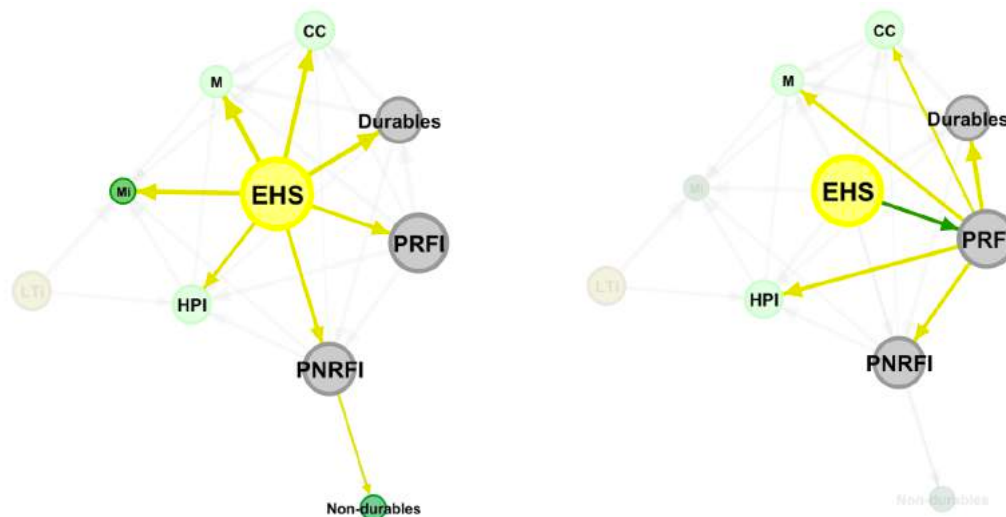 CC
M
Durables
Mi
EHS
PRFI
LTi
HPI
PNRFI
Non-durables
CC
M
Durables
Mi
EHS
PRF
LTi
HPI
PNRFI
Non-durables